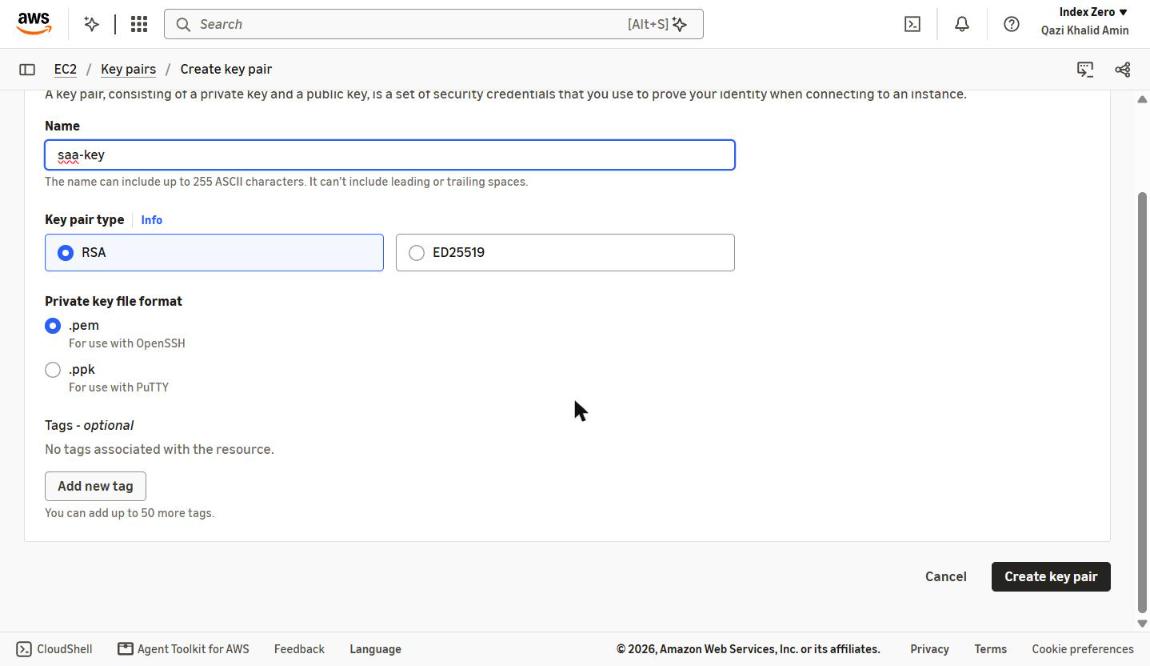 aws
Search [Alt+S]
Index Zero ▼
Qazi Khalid Amin
EC2 / Key pairs / Create key pair
A key pair, consisting of a private key and a public key, is a set of security credentials that you use to prove your identity when connecting to an instance.
Name
saa-key
The name can include up to 255 ASCII characters. It can't include leading or trailing spaces.
Key pair type Info
RSA ED25519
Private key file format
.pem
For use with OpenSSH
.ppk
For use with PuTTY
Tags - optional
No tags associated with the resource.
Add new tag
You can add up to 50 more tags.
Cancel Create key pair
CloudShell Agent Toolkit for AWS Feedback Language © 2026, Amazon Web Services, Inc. or its affiliates. Privacy Terms Cookie preferences